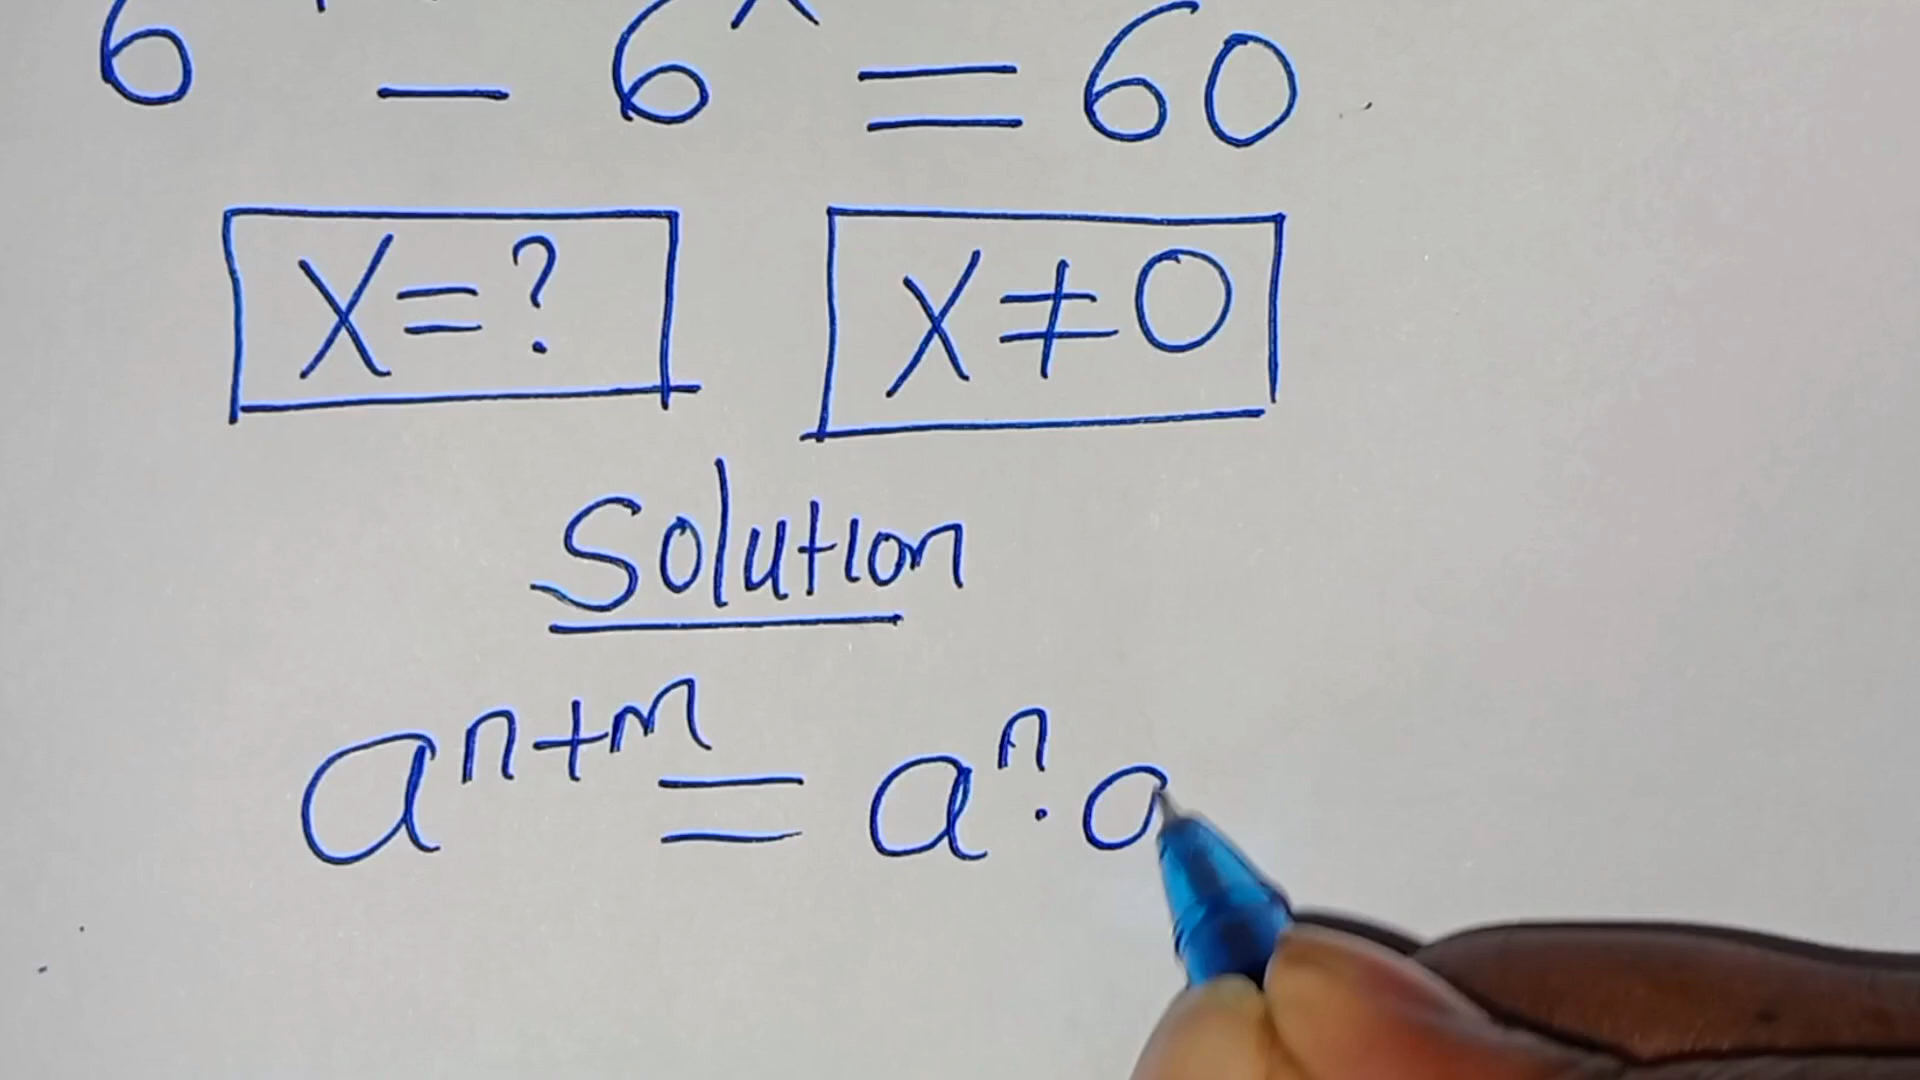 6 - 6^x = 60
X = ? X ≠ 0
Solution
a^{n+m} = a^n · a